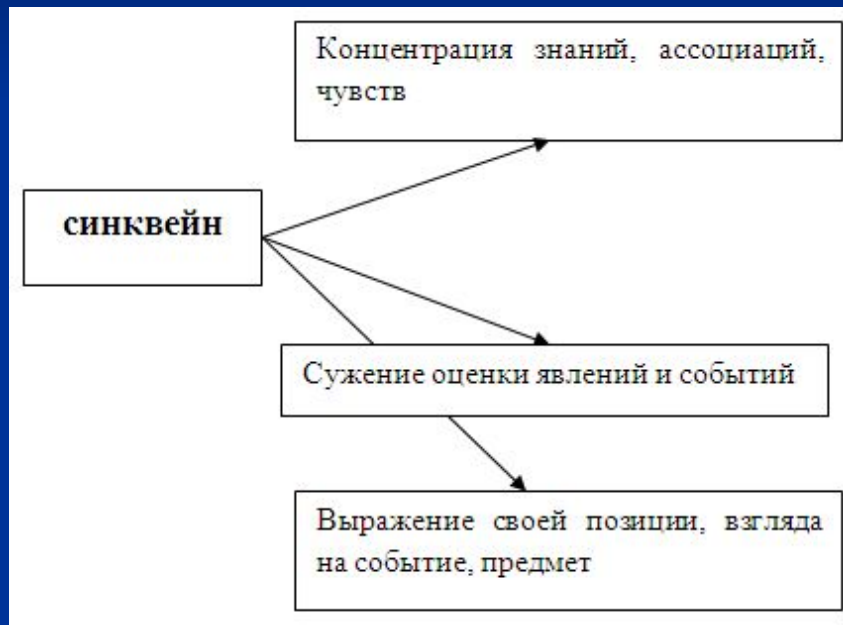 Концентрация знаний, ассоциаций,
чувств
синквейн
Сужение оценки явлений и событий
Выражение своей позиции, взгляда
на событие, предмет